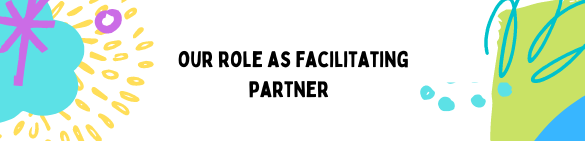 OUR ROLE AS FACILITATING
PARTNER